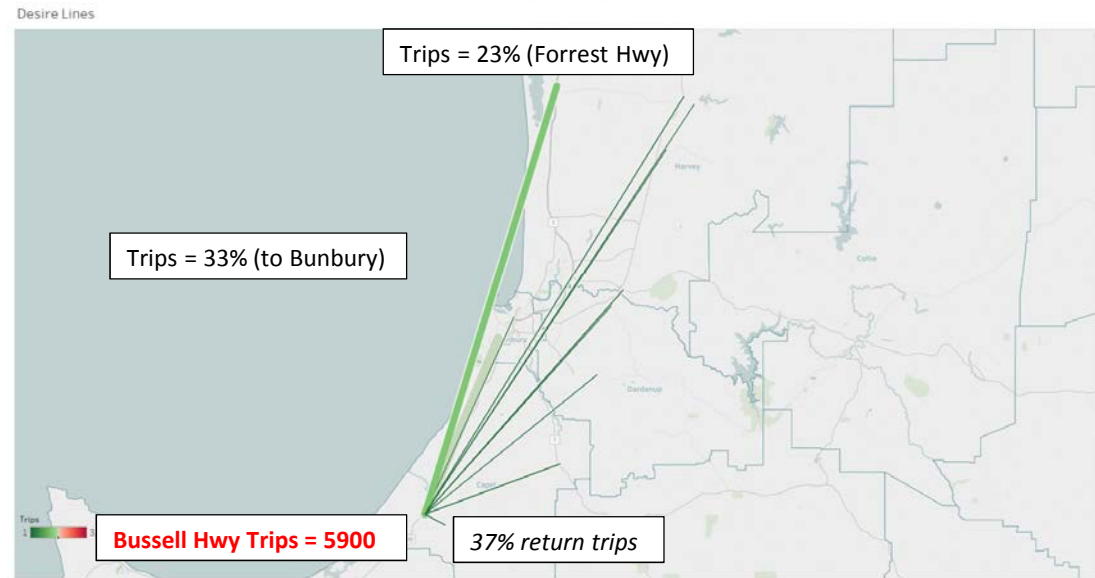 Desire Lines
Trips = 23% (Forrest Hwy)
Harvey
Trips = 33% (to Bunbury)
Collie
Dardanup
Capel
Trips
1
Bussell Hwy Trips = 5900
37% return trips